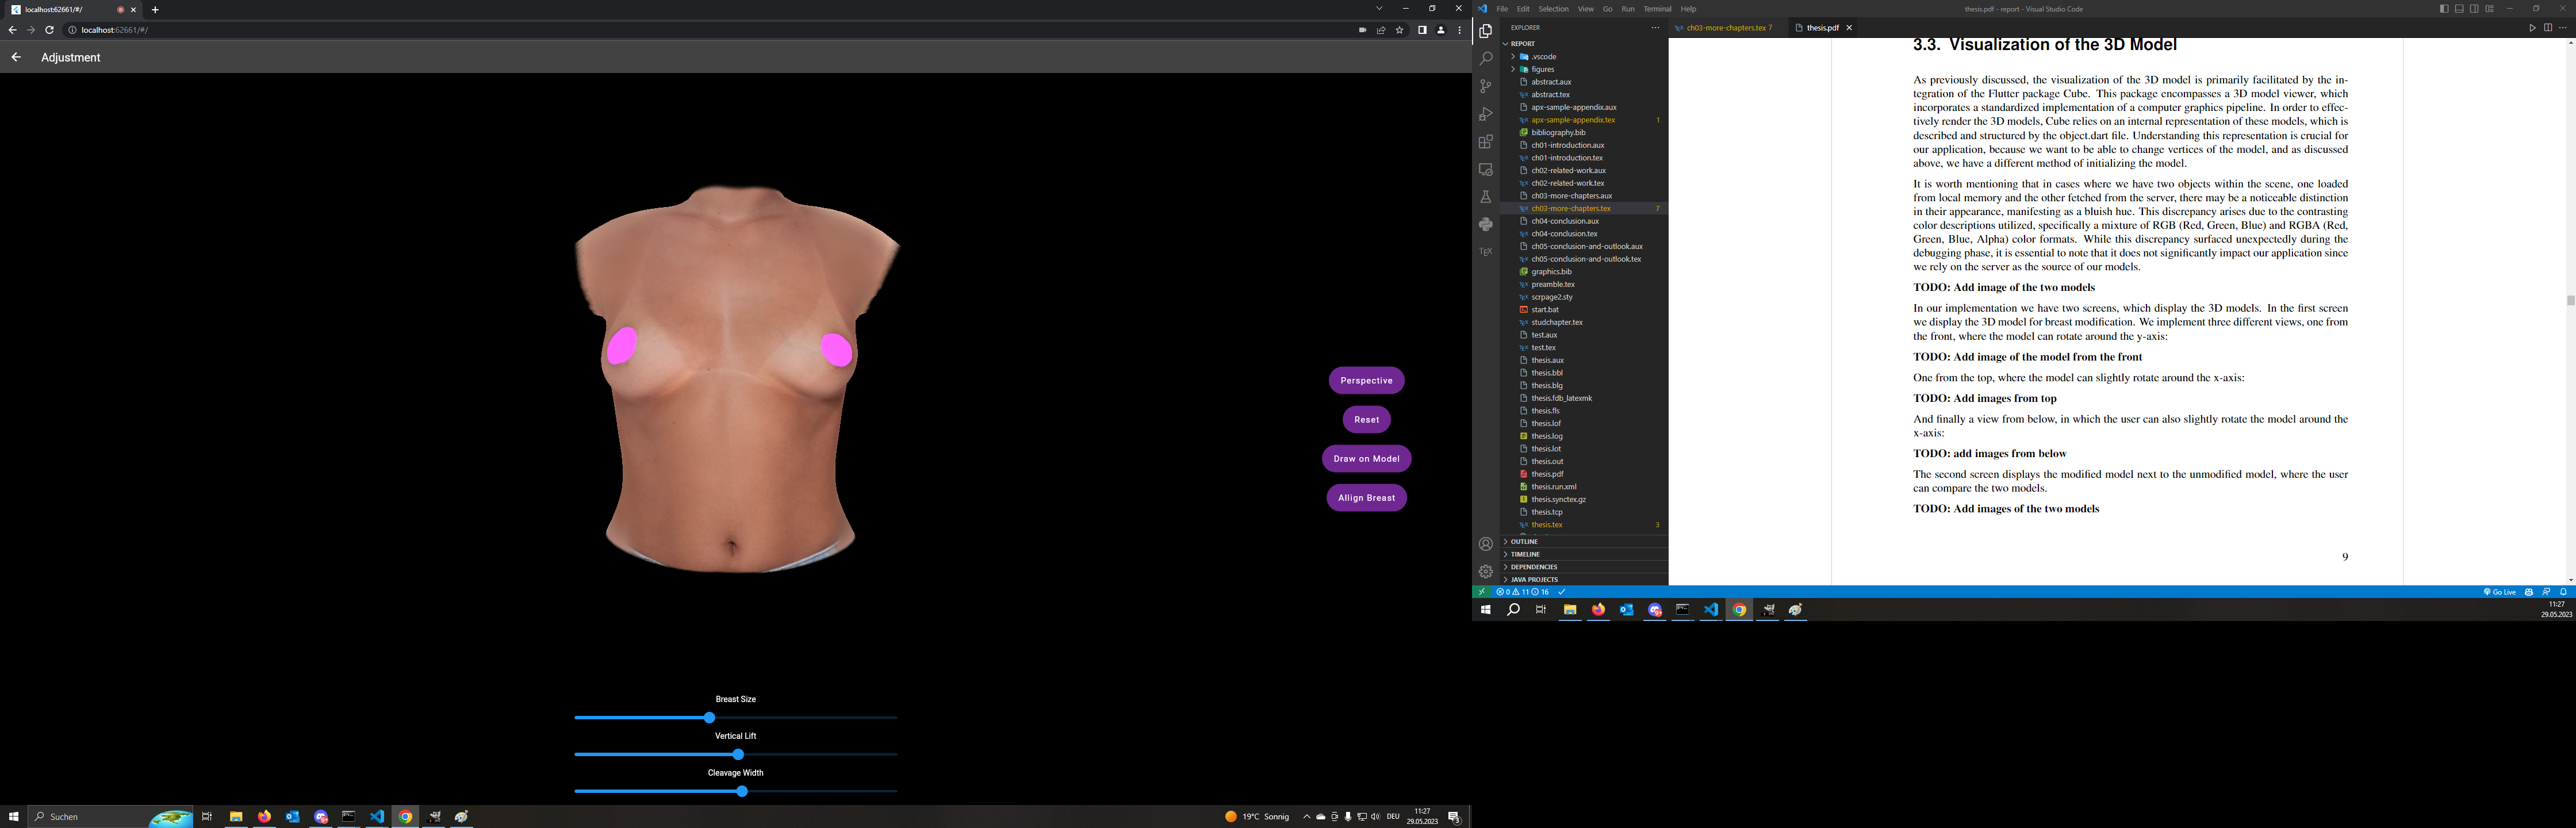 localhost:62661/#/
localhost:62661/#/
Adjustment
Perspective
Reset
Draw on Model
Allign Breast
Breast Size
Vertical Lift
Cleavage Width
Suchen
19°C Sonnig
DEU
11:27
29.05.2023
3
File Edit Selection View Go Run Terminal Help
thesis.pdf - report - Visual Studio Code
EXPLORER
ch03-more-chapters.tex 7
thesis.pdf
REPORT
.vscode
figures
abstract.aux
abstract.tex
apx-sample-appendix.aux
apx-sample-appendix.tex 1
bibliography.bib
ch01-introduction.aux
ch01-introduction.tex
ch02-related-work.aux
ch02-related-work.tex
ch03-more-chapters.aux
ch03-more-chapters.tex 7
ch04-conclusion.aux
ch04-conclusion.tex
ch05-conclusion-and-outlook.aux
ch05-conclusion-and-outlook.tex
graphics.bib
preamble.tex
scrpage2.sty
start.bat
studchapter.tex
test.aux
test.tex
thesis.aux
thesis.bbl
thesis.blg
thesis.fdb_latexmk
thesis.fls
thesis.lof
thesis.log
thesis.lot
thesis.out
thesis.pdf
thesis.run.xml
thesis.synctex.gz
thesis.tcp
thesis.tex 3
OUTLINE
TIMELINE
DEPENDENCIES
JAVA PROJECTS
3.3. Visualization of the 3D Model
As previously discussed, the visualization of the 3D model is primarily facilitated by the in-
tegration of the Flutter package Cube. This package encompasses a 3D model viewer, which
incorporates a standardized implementation of a computer graphics pipeline. In order to effec-
tively render the 3D models, Cube relies on an internal representation of these models, which is
described and structured by the object.dart file. Understanding this representation is crucial for
our application, because we want to be able to change vertices of the model, and as discussed
above, we have a different method of initializing the model.
It is worth mentioning that in cases where we have two objects within the scene, one loaded
from local memory and the other fetched from the server, there may be a noticeable distinction
in their appearance, manifesting as a bluish hue. This discrepancy arises due to the contrasting
color descriptions utilized, specifically a mixture of RGB (Red, Green, Blue) and RGBA (Red,
Green, Blue, Alpha) color formats. While this discrepancy surfaced unexpectedly during the
debugging phase, it is essential to note that it does not significantly impact our application since
we rely on the server as the source of our models.
TODO: Add image of the two models
In our implementation we have two screens, which display the 3D models. In the first screen
we display the 3D model for breast modification. We implement three different views, one from
the front, where the model can rotate around the y-axis:
TODO: Add image of the model from the front
One from the top, where the model can slightly rotate around the x-axis:
TODO: Add images from top
And finally a view from below, in which the user can also slightly rotate the model around the
x-axis:
TODO: add images from below
The second screen displays the modified model next to the unmodified model, where the user
can compare the two models.
TODO: Add images of the two models
9
0 11 16
Go Live
11:27
29.05.2023